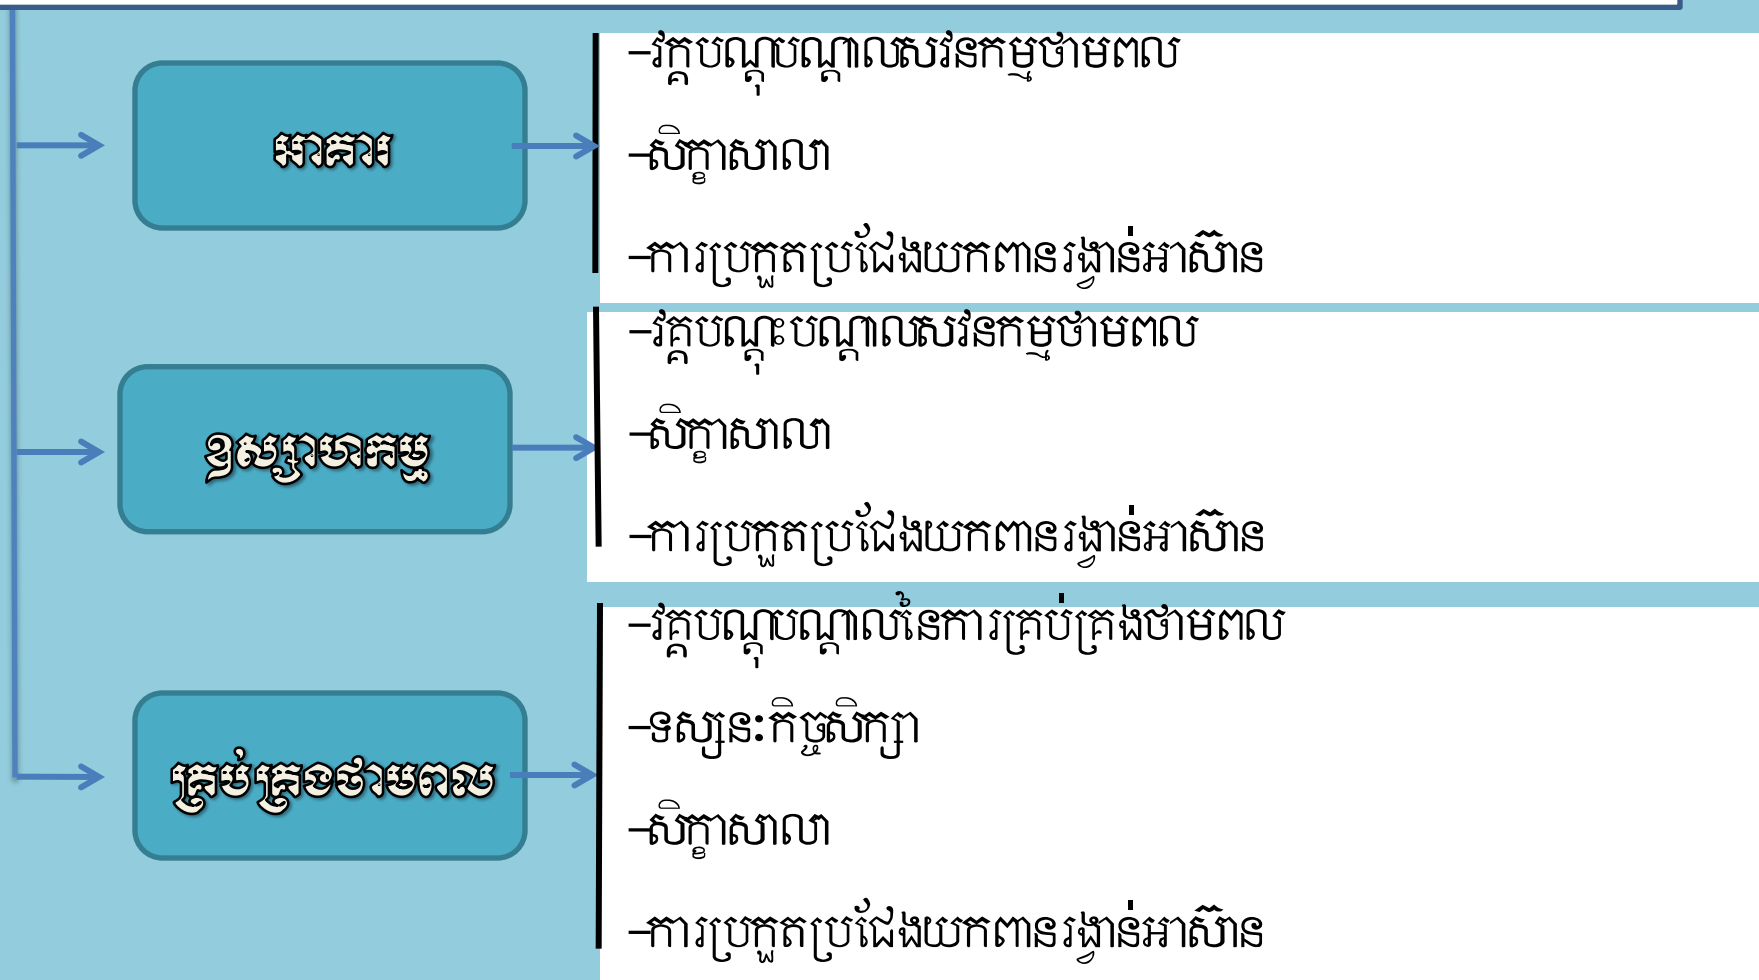 អាគារ
–វគ្គបណ្តុបណ្តាលសវនកម្មថាមពល
–សិក្ខាសាលា
–ការប្រកួតប្រជែងយកពានរង្វាន់អាស៊ាន
ឧស្សាហកម្ម
–វគ្គបណ្តុះបណ្តាលសវនកម្មថាមពល
–សិក្ខាសាលា
–ការប្រកួតប្រជែងយកពានរង្វាន់អាស៊ាន
គ្រប់គ្រងថាមពល
–វគ្គបណ្តុបណ្តាលនៃការគ្រប់គ្រងថាមពល
–ទស្សនៈកិច្ចសិក្សា
–សិក្ខាសាលា
–ការប្រកួតប្រជែងយកពានរង្វាន់អាស៊ាន